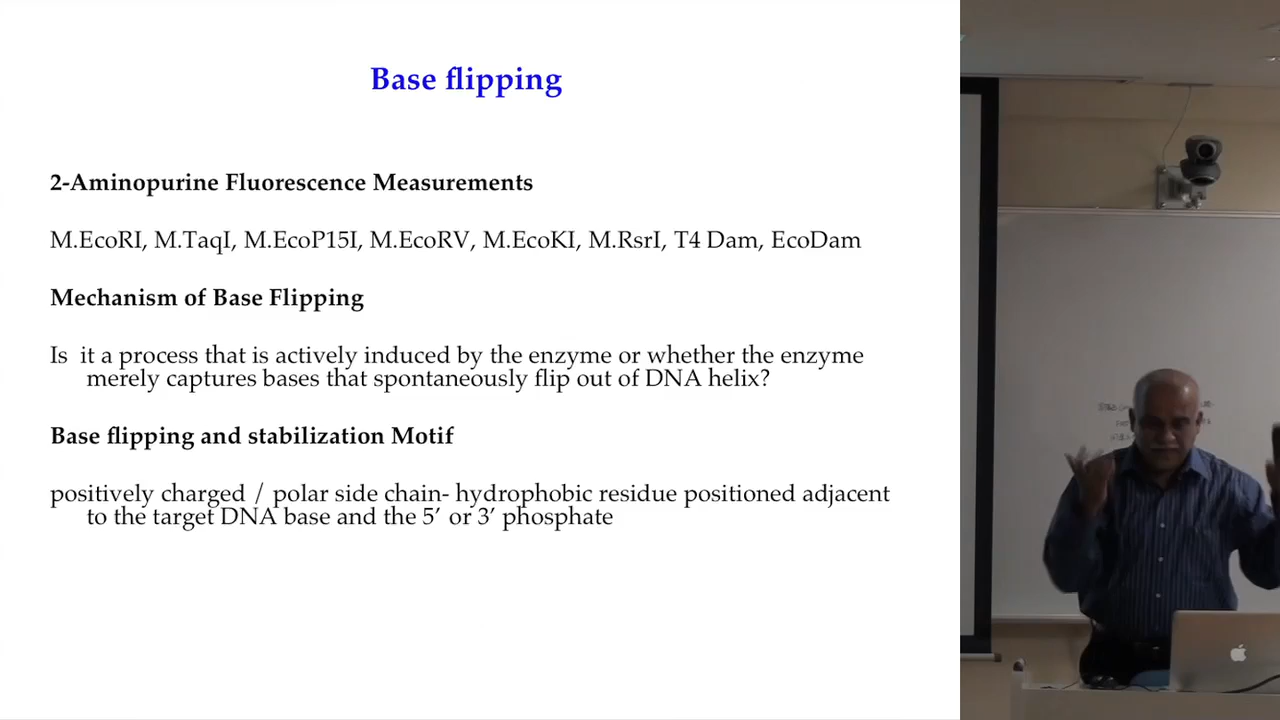 Base flipping
2-Aminopurine Fluorescence Measurements
M.EcoRI, M.TaqI, M.EcoP15I, M.EcoRV, M.EcoKI, M.RsrI, T4 Dam, EcoDam
Mechanism of Base Flipping
Is it a process that is actively induced by the enzyme or whether the enzyme
merely captures bases that spontaneously flip out of DNA helix?
Base flipping and stabilization Motif
positively charged / polar side chain- hydrophobic residue positioned adjacent
to the target DNA base and the 5’ or 3’ phosphate